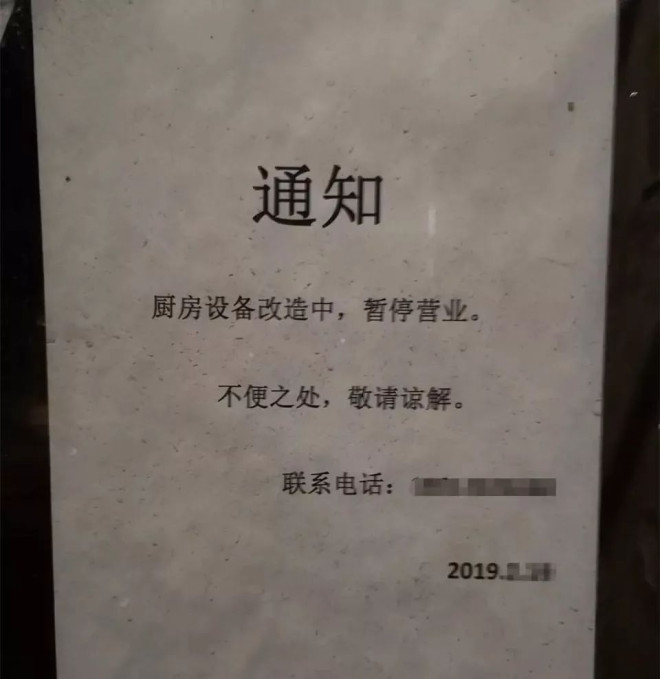 通知
厨房设备改造中，暂停营业。
不便之处，敬请谅解。
联系电话：
2019.